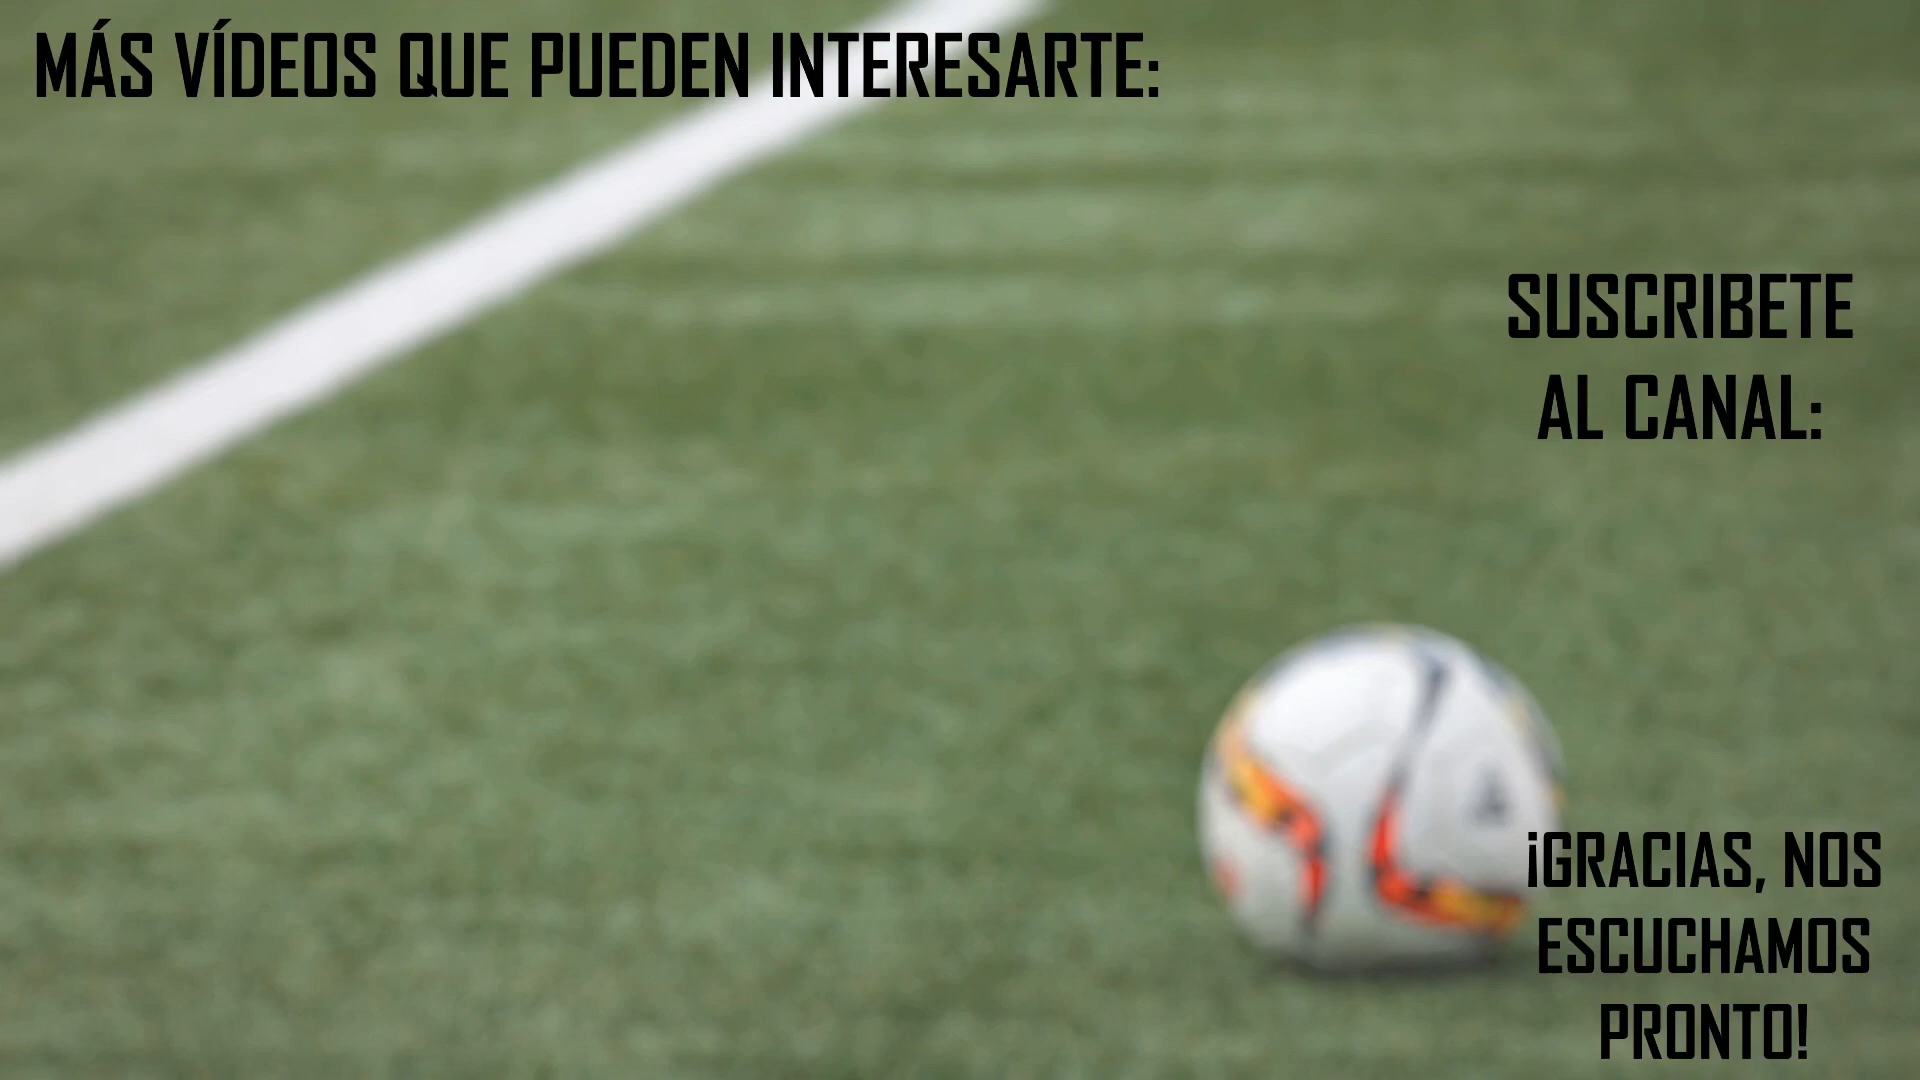 MÁS VÍDEOS QUE PUEDEN INTERESARTE:
SUSCRIBETE
AL CANAL:
¡GRACIAS, NOS
ESCUCHAMOS
PRONTO!